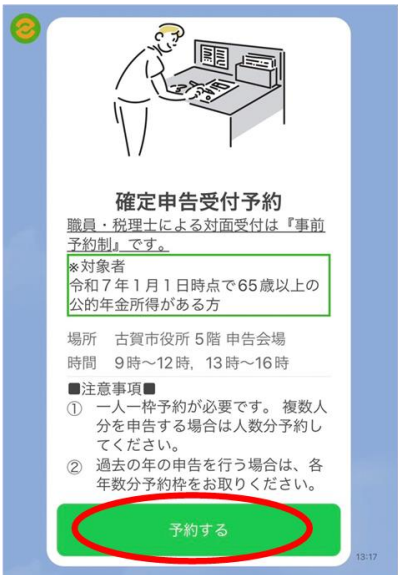 確定申告受付予約
職員・税理士による対面受付は『事前
予約制』です。
※対象者
令和7年1月1日時点で65歳以上の
公的年金所得がある方
場所 古賀市役所5階 申告会場
時間 9時～12時，13時～16時
■注意事項■
① 一人一枠予約が必要です。複数人
分を申告する場合は人数分予約し
てください。
② 過去の年の申告を行う場合は、各
年数分予約枠をお取りください。
予約する
13:17